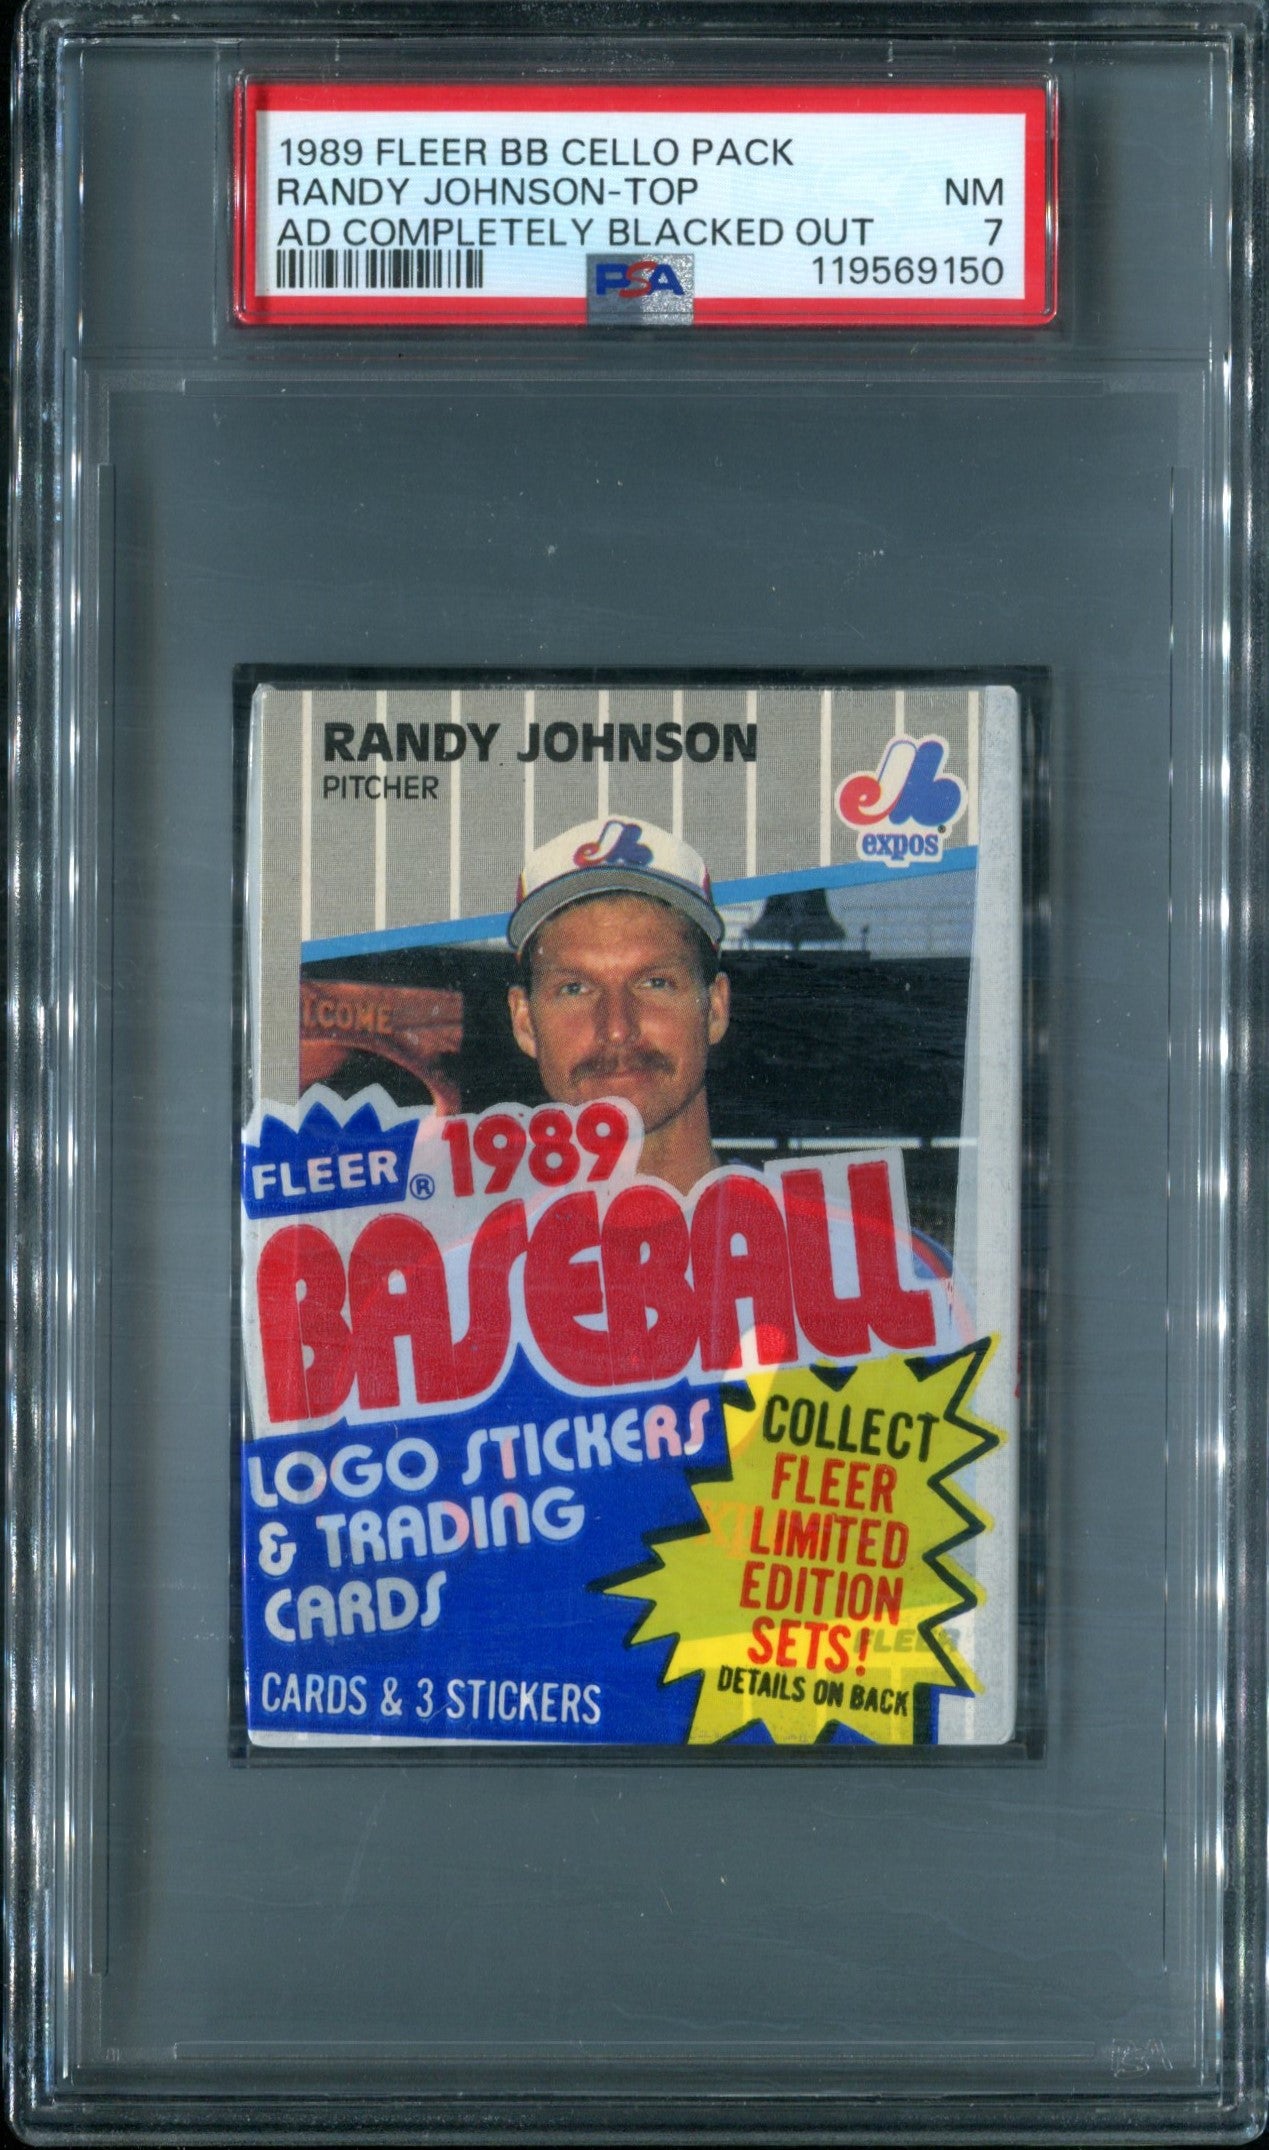 1989 FLEER BB CELLO PACK
RANDY JOHNSON-TOP NM
AD COMPLETELY BLACKED OUT 7
PSA 119569150
RANDY JOHNSON
PITCHER
expos
FLEER ® 1989
BASEBALL
LOGO STICKERS
& TRADING
CARDS
CARDS & 3 STICKERS
COLLECT
FLEER
LIMITED
EDITION
SETS!
FLEER
DETAILS ON BACK
PSA